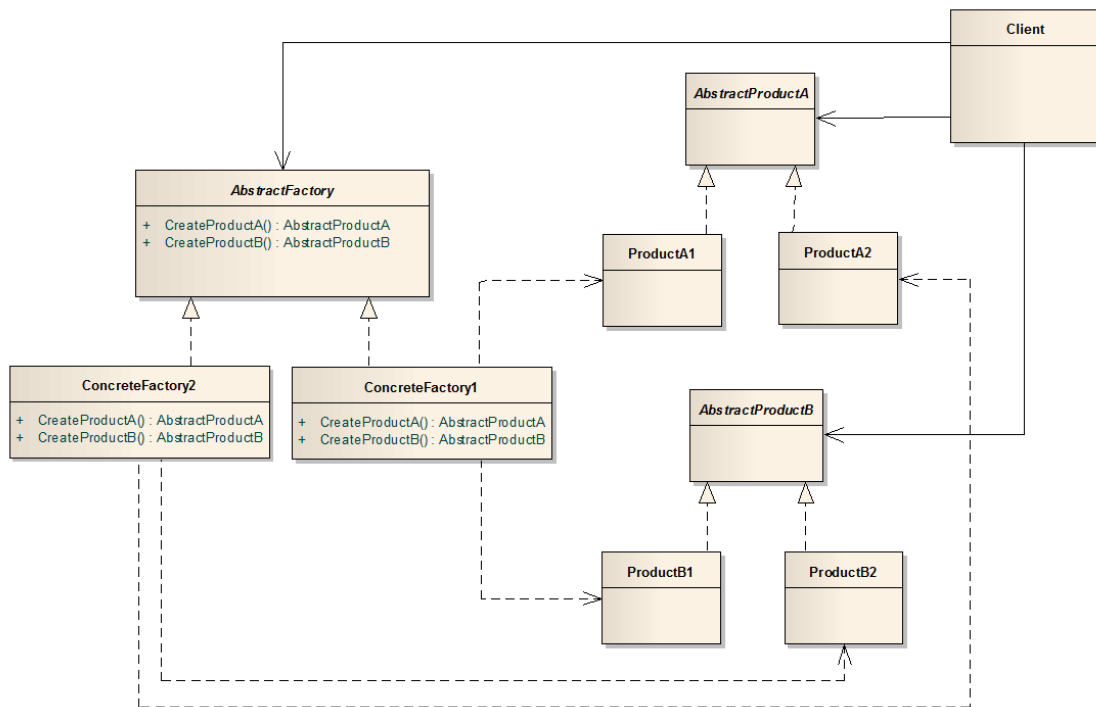 Client
AbstractProductA
AbstractFactory
+ CreateProductA() : AbstractProductA
+ CreateProductB() : AbstractProductB
ProductA1
ProductA2
ConcreteFactory2
+ CreateProductA() : AbstractProductA
+ CreateProductB() : AbstractProductB
ConcreteFactory1
+ CreateProductA() : AbstractProductA
+ CreateProductB() : AbstractProductB
AbstractProductB
ProductB1
ProductB2